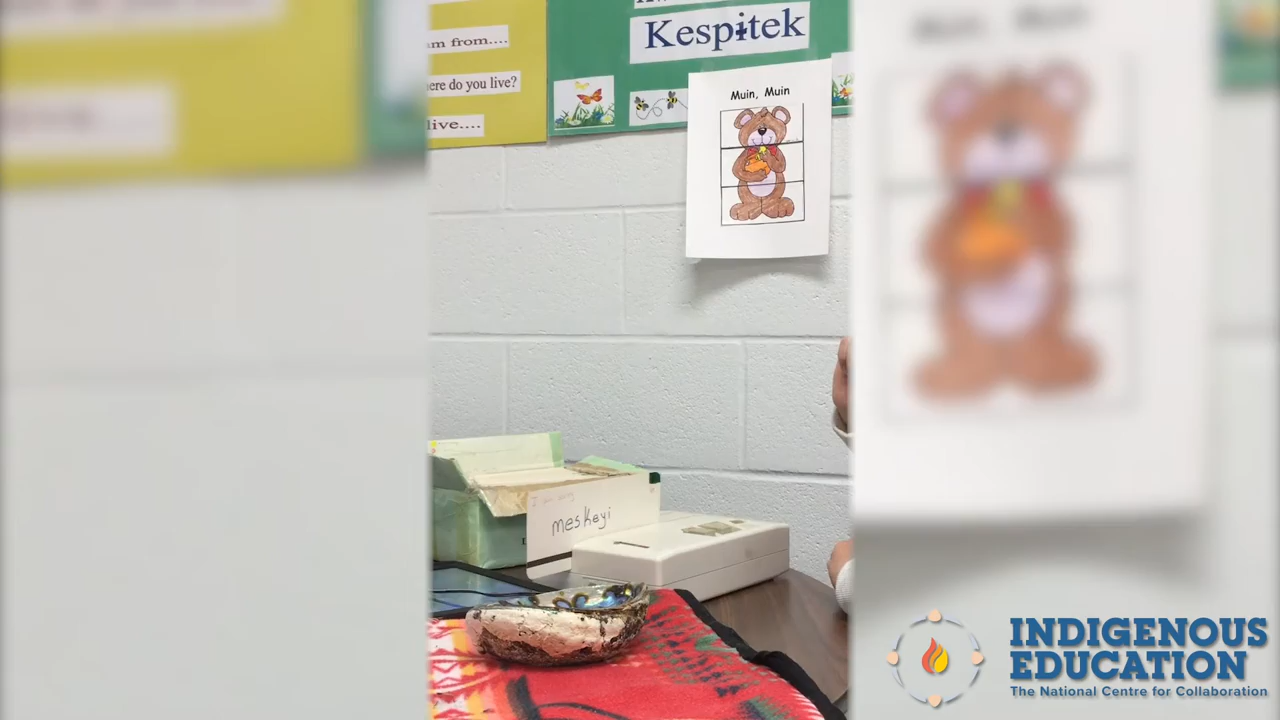 am from....
ere do you live?
live....
Kespɨtek
Muin, Muin
meskeyi
INDIGENOUS
EDUCATION
The National Centre for Collaboration